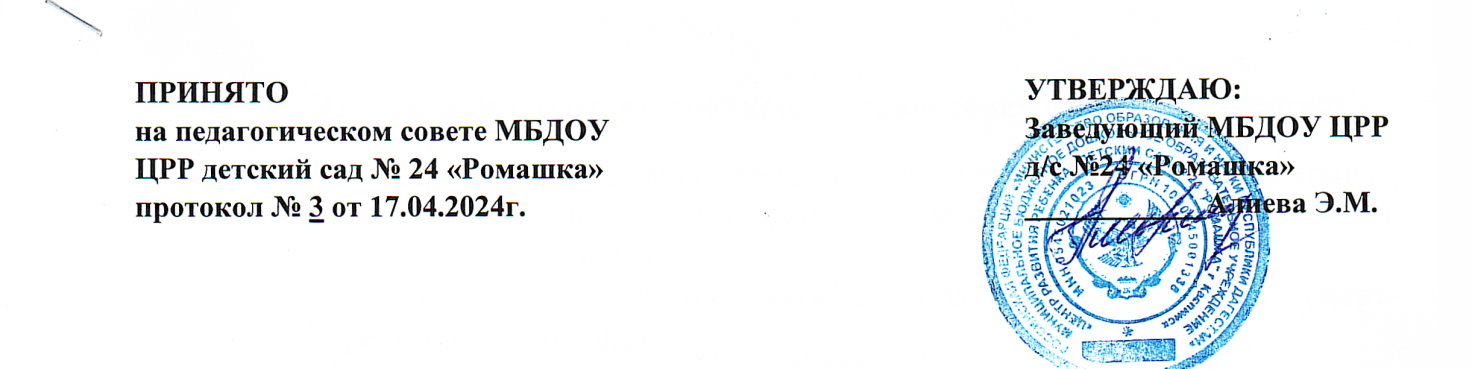 ПРИНЯТО
на педагогическом совете МБДОУ
ЦРР детский сад № 24 «Ромашка»
протокол № 3 от 17.04.2024г.
УТВЕРЖДАЮ:
Заведующий МБДОУ ЦРР
д/с №24 «Ромашка»
Алиева Э.М.